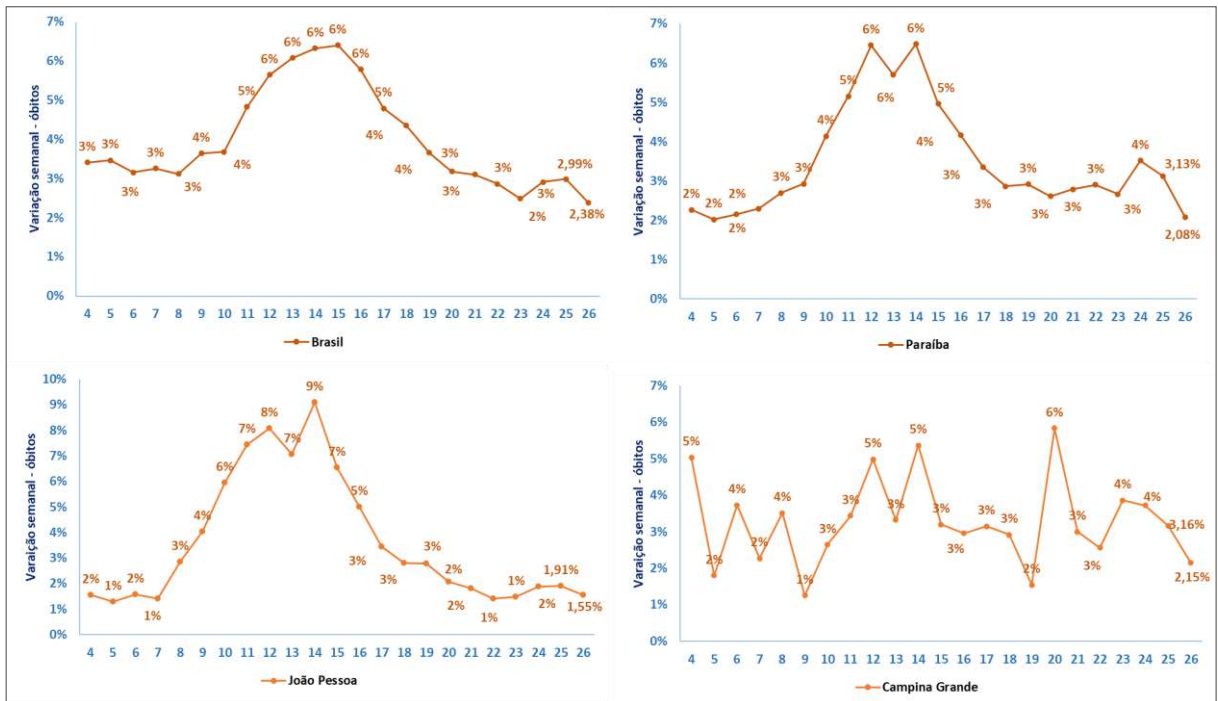 7%
6%
5%
4%
3%
2%
1%
0%
Variação semanal - óbitos
3% 3% 3% 3% 3% 4% 4% 5% 6% 6% 6% 6% 6% 5% 4% 4% 3% 3% 3% 2% 3% 2,99% 2,38%
4 5 6 7 8 9 10 11 12 13 14 15 16 17 18 19 20 21 22 23 24 25 26
Brasil
7%
6%
5%
4%
3%
2%
1%
0%
Variação semanal - óbitos
2% 2% 2% 2% 3% 3% 4% 5% 6% 6% 6% 5% 4% 3% 3% 3% 3% 3% 3% 3% 4% 3,13% 2,08%
4 5 6 7 8 9 10 11 12 13 14 15 16 17 18 19 20 21 22 23 24 25 26
Paraíba
10%
9%
8%
7%
6%
5%
4%
3%
2%
1%
0%
Varaição semanal - óbitos
2% 1% 2% 1% 3% 4% 6% 7% 8% 7% 9% 7% 5% 3% 3% 3% 2% 2% 1% 1% 2% 1,91% 1,55%
4 5 6 7 8 9 10 11 12 13 14 15 16 17 18 19 20 21 22 23 24 25 26
João Pessoa
7%
6%
5%
4%
3%
2%
1%
0%
Varaição semanal - óbitos
5% 2% 4% 2% 4% 1% 3% 3% 5% 3% 5% 3% 3% 3% 3% 2% 6% 3% 3% 4% 4% 3,16% 2,15%
4 5 6 7 8 9 10 11 12 13 14 15 16 17 18 19 20 21 22 23 24 25 26
Campina Grande